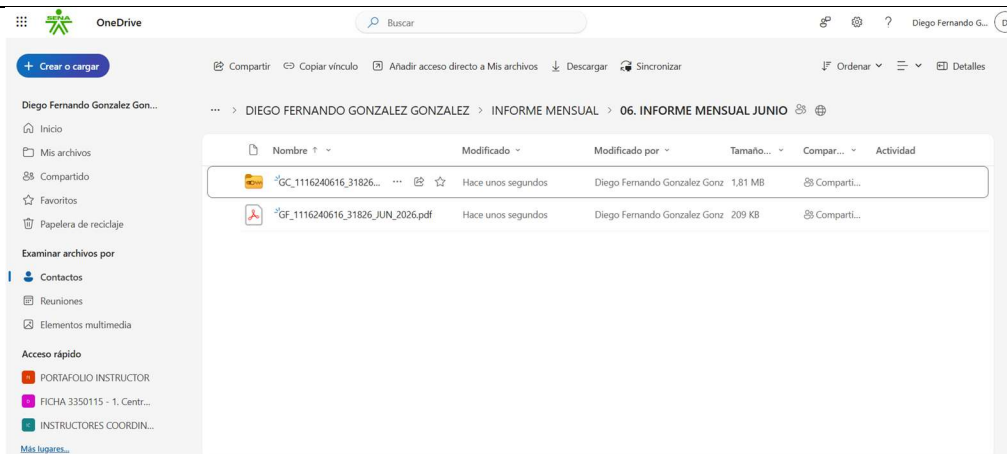 SENA
OneDrive
Buscar
Diego Fernando G...
D
+ Crear o cargar
Compartir
Copiar vínculo
Añadir acceso directo a Mis archivos
Descargar
Sincronizar
Ordenar
Detalles
Diego Fernando Gonzalez Gon...
... > DIEGO FERNANDO GONZALEZ GONZALEZ > INFORME MENSUAL > 06. INFORME MENSUAL JUNIO
Inicio
Mis archivos
Compartido
Favoritos
Papelera de reciclaje
Nombre ↑ Modificado Modificado por Tamaño... Compar... Actividad
GC_1116240616_31826... ... Hace unos segundos Diego Fernando Gonzalez Gonz 1,81 MB Comparti...
GF_1116240616_31826_JUN_2026.pdf Hace unos segundos Diego Fernando Gonzalez Gonz 209 KB Comparti...
Examinar archivos por
Contactos
Reuniones
Elementos multimedia
Acceso rápido
PORTAFOLIO INSTRUCTOR
FICHA 3350115 - 1. Centr...
INSTRUCTORES COORDIN...
Más lugares...